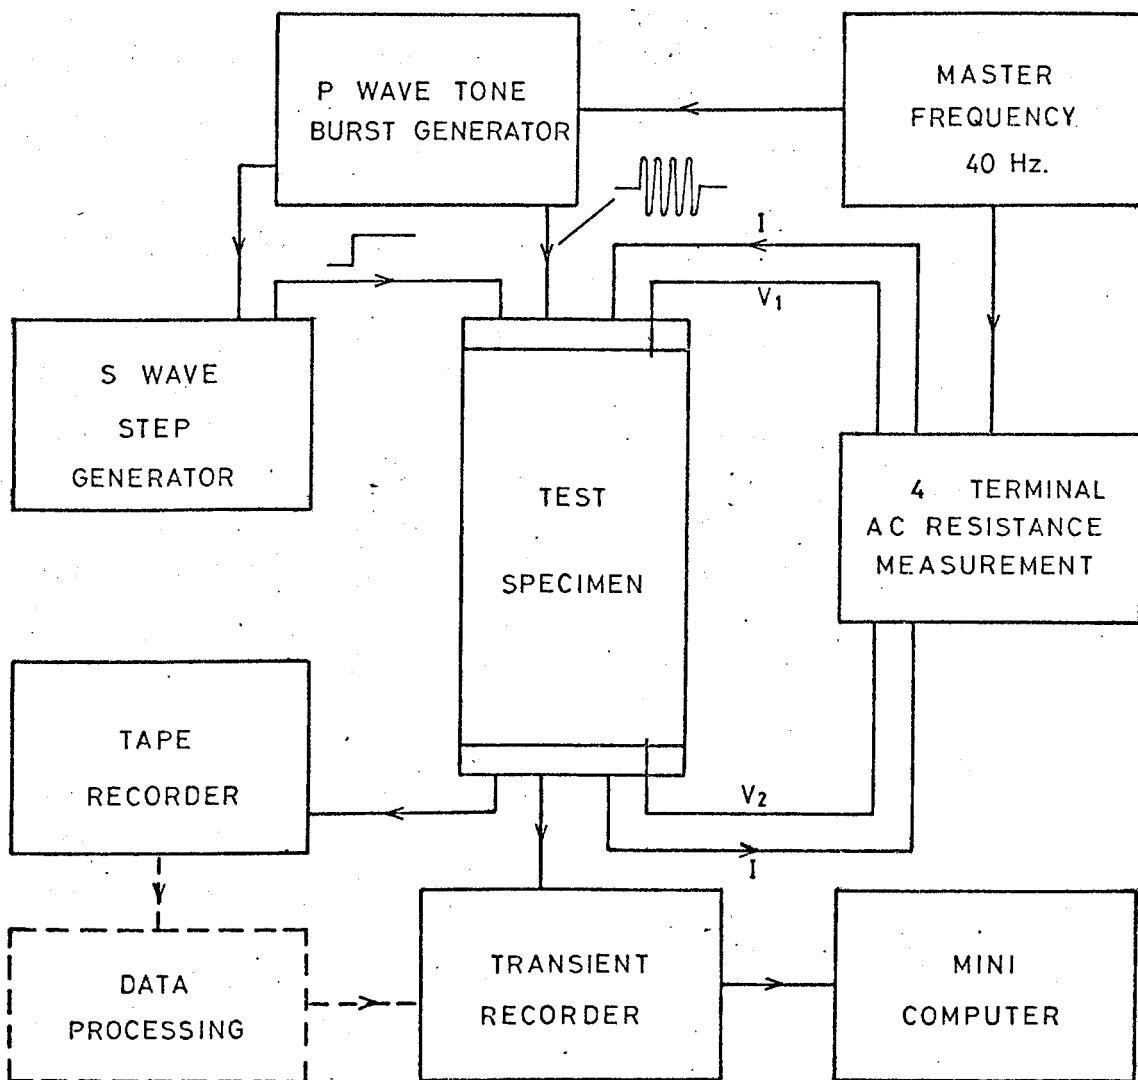 P WAVE TONE
BURST GENERATOR
MASTER
FREQUENCY
40 Hz.
I
V1
S WAVE
STEP
GENERATOR
TEST
SPECIMEN
4 TERMINAL
AC RESISTANCE
MEASUREMENT
TAPE
RECORDER
V2
I
DATA
PROCESSING
TRANSIENT
RECORDER
MINI
COMPUTER